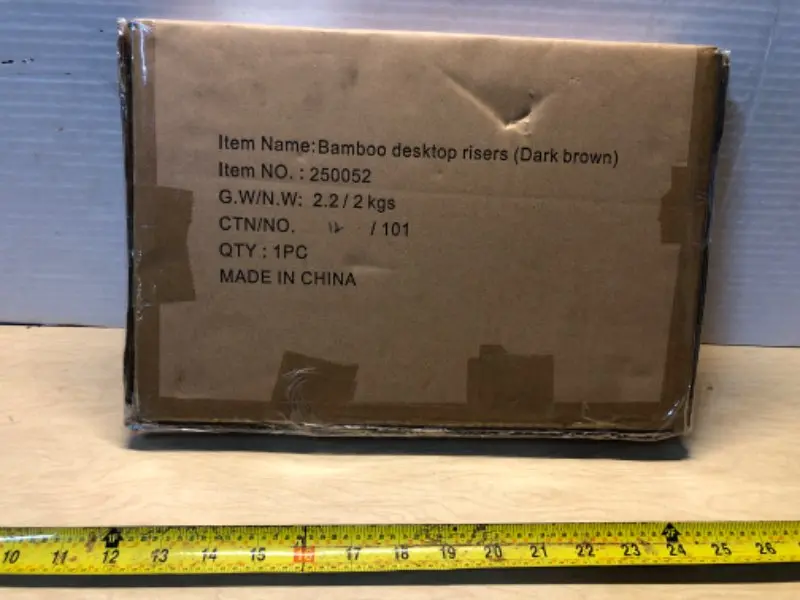 Item Name:Bamboo desktop risers (Dark brown)
Item NO. : 250052
G.W/N.W: 2.2 / 2 kgs
CTN/NO. 12 / 101
QTY : 1PC
MADE IN CHINA
10 11 12 13 14 15 16 17 18 19 20 21 22 23 24 25 26